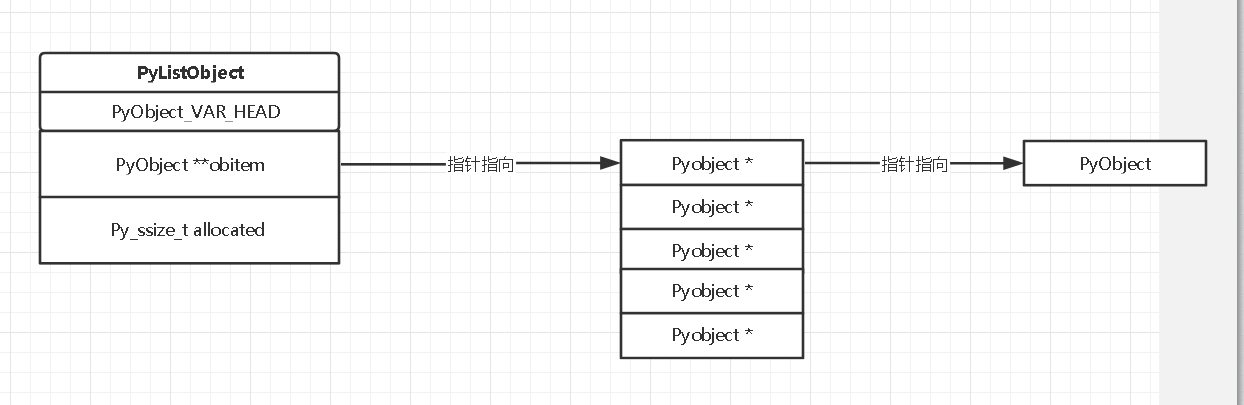 PyListObject
PyObject_VAR_HEAD
PyObject **obitem
Py_ssize_t allocated
指针指向
Pyobject *
Pyobject *
Pyobject *
Pyobject *
Pyobject *
指针指向
PyObject